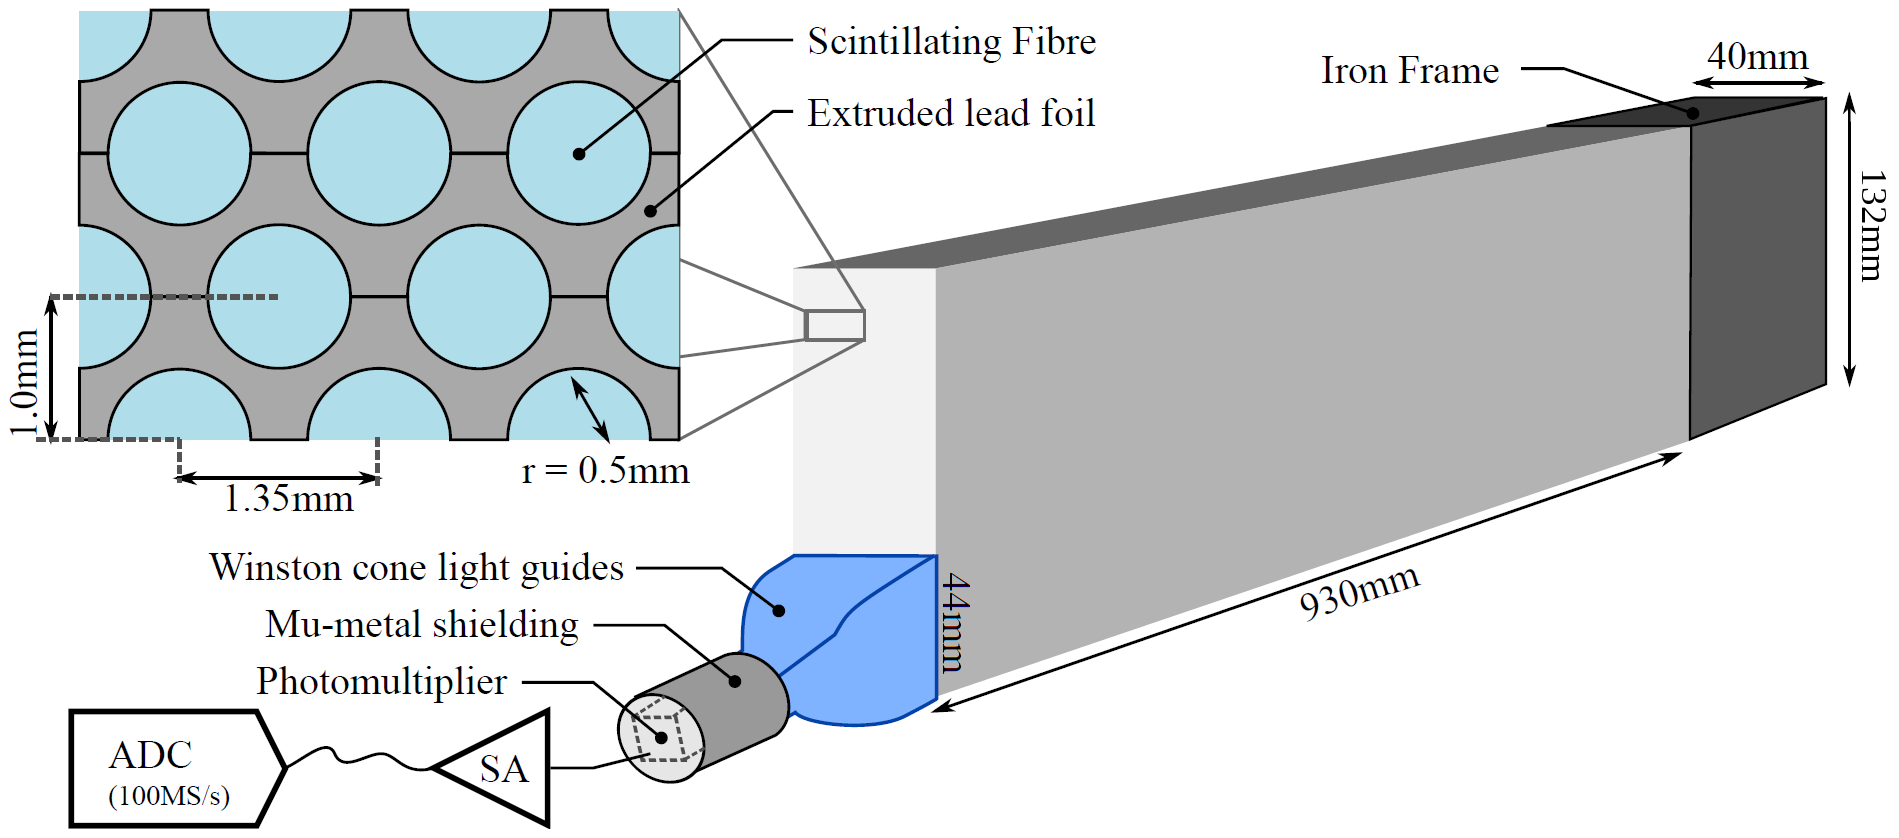 Scintillating Fibre
Extruded lead foil
Iron Frame
40mm
132mm
1.0mm
1.35mm
r = 0.5mm
Winston cone light guides
Mu-metal shielding
Photomultiplier
44mm
930mm
ADC
(100MS/s)
SA